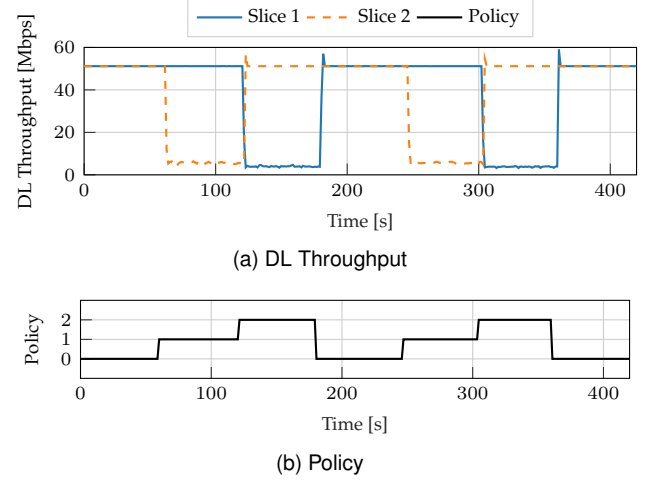 Slice 1 Slice 2 Policy
DL Throughput [Mbps]
60
40
20
0
0 100 200 300 400
Time [s]
(a) DL Throughput
Policy
2
1
0
0 100 200 300 400
Time [s]
(b) Policy